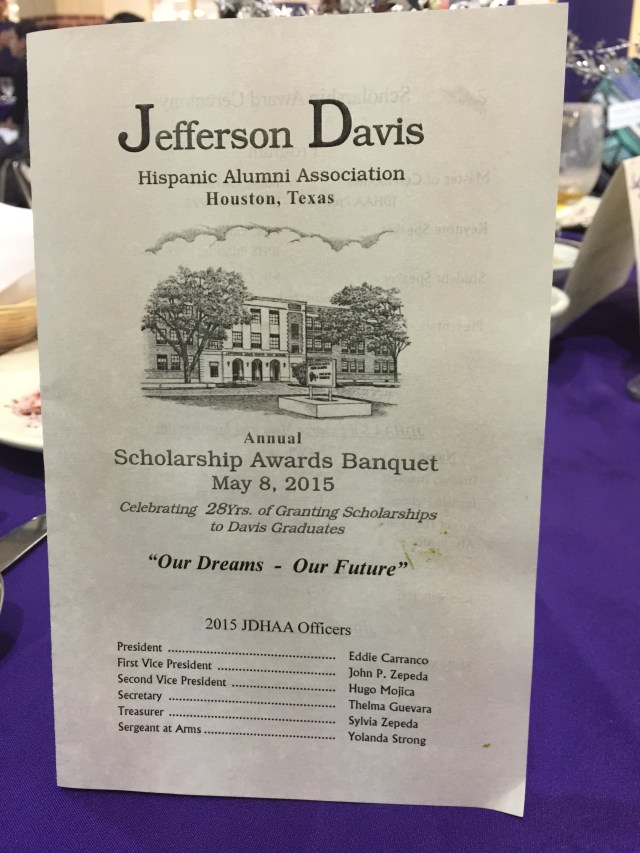 Jefferson Davis
Hispanic Alumni Association
Houston, Texas
Annual
Scholarship Awards Banquet
May 8, 2015
Celebrating 28Yrs. of Granting Scholarships
to Davis Graduates
"Our Dreams - Our Future"
2015 JDHAA Officers
President ........ Eddie Carranco
First Vice President ........ John P. Zepeda
Second Vice President ........ Hugo Mojica
Secretary ........ Thelma Guevara
Treasurer ........ Sylvia Zepeda
Sergeant at Arms ........ Yolanda Strong